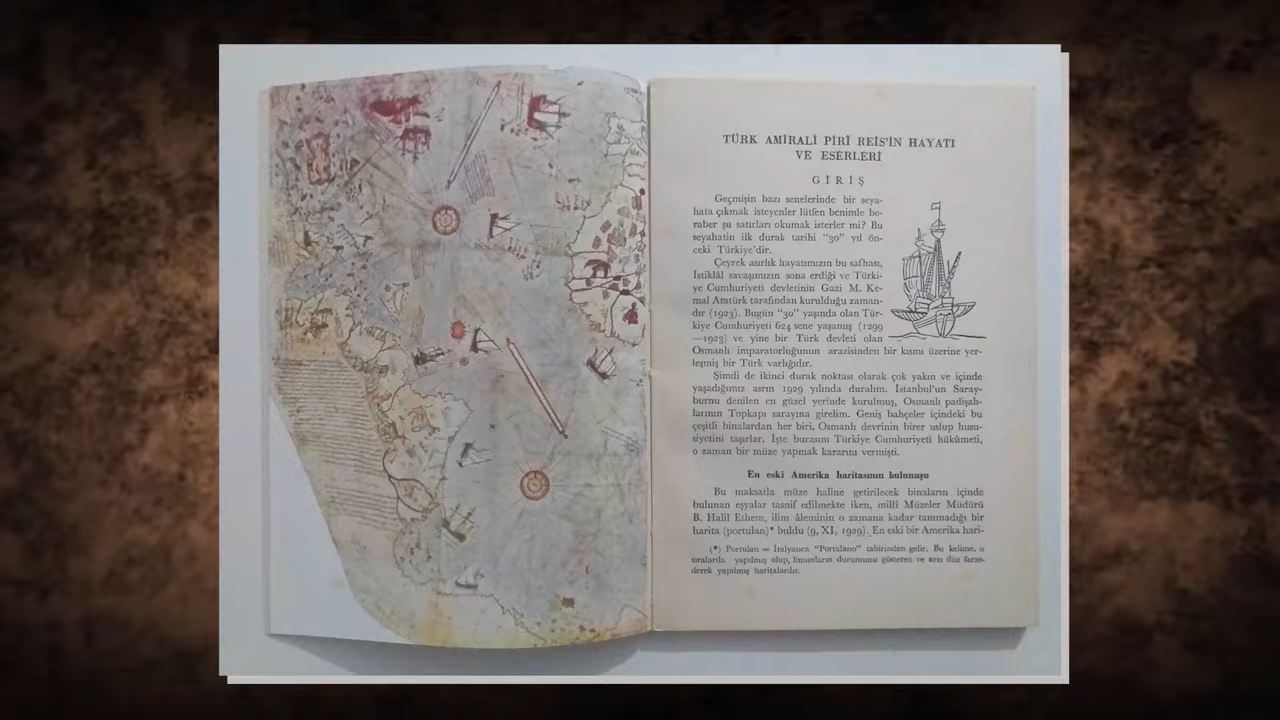 TÜRK AMİRALİ PİRÎ REİS'İN HAYATI
VE ESERLERİ
GİRİŞ
Geçmişin bazı senelerinde bir seya-
hata çıkmak isteyenler lütfen benimle be-
raber şu satırları okumak isterler mi? Bu
seyahatin ilk durak tarihi "30" yıl ön-
ceki Türkiye'dir.
Çeyrek asırlık hayatımızın bu safhası,
İstiklâl savaşımızın sona erdiği ve Türki-
ye Cumhuriyeti devletinin Gazi M. Ke-
mal Atatürk tarafından kurulduğu zaman-
dır (1923). Bugün "30" yaşında olan Tür-
kiye Cumhuriyeti 624 sene yaşamış (1299
—1923) ve yine bir Türk devleti olan
Osmanlı imparatorluğunun arazisinden bir kısmı üzerine yer-
leşmiş bir Türk varlığıdır.
Şimdi de ikinci durak noktası olarak çok yakın ve içinde
yaşadığımız asrın 1929 yılında duralım. İstanbul'un Saray-
burnu denilen en güzel yerinde kurulmuş, Osmanlı padişah-
larının Topkapı sarayına girelim. Geniş bahçeler içindeki bu
çeşitli binalardan her biri, Osmanlı devrinin birer uslup husu-
siyetini taşırlar. İşte burasını Türkiye Cumhuriyeti hükûmeti,
o zaman bir müze yapmak kararını vermişti.
En eski Amerika haritasının bulunuşu
Bu maksatla müze haline getirilecek binaların içinde
bulunan eşyalar tasnif edilmekte iken, millî Müzeler Müdürü
B. Halil Ethem, ilim âleminin o zamana kadar tanımadığı bir
harita (portulan)* buldu (9, XI, 1929). En eski bir Amerika hari-
(*) Portulan = İtalyanca "Portalano" tabirinden gelir. Bu kelime, o
sıralarda yapılmış olup, limanların durumunu gösteren ve arzı düz farze-
derek yapılmış haritalardır.